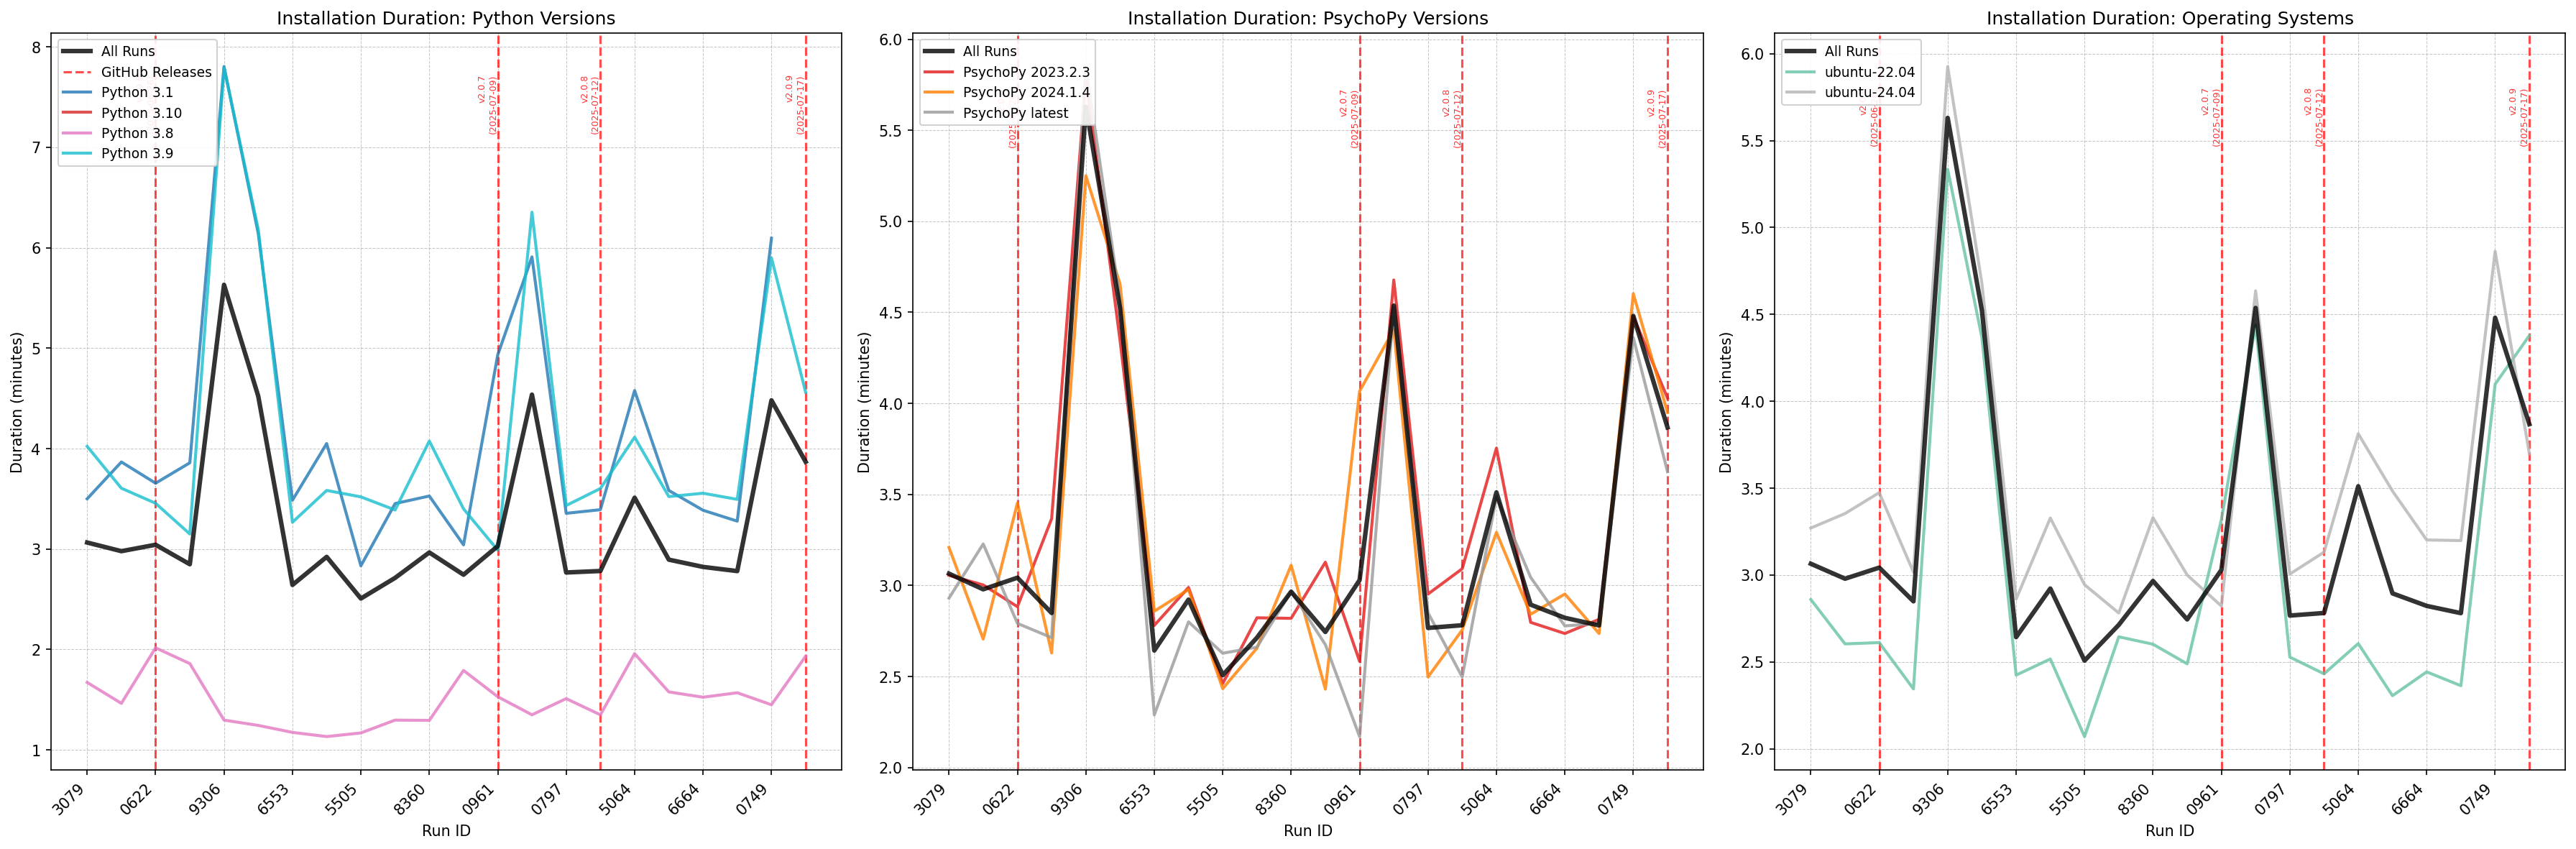 Installation Duration: Python Versions
All Runs
GitHub Releases
Python 3.1
Python 3.10
Python 3.8
Python 3.9
v2.0.7
(2025-07-09)
v2.0.8
(2025-07-12)
v2.0.9
(2025-07-17)
8
7
6
5
4
3
2
1
Duration (minutes)
3079
0622
9306
6553
5505
8360
0961
0797
5064
6664
0749
Run ID
Installation Duration: PsychoPy Versions
All Runs
PsychoPy 2023.2.3
PsychoPy 2024.1.4
PsychoPy latest
(2025
v2.0.7
(2025-07-09)
v2.0.8
(2025-07-12)
v2.0.9
(2025-07-17)
6.0
5.5
5.0
4.5
4.0
3.5
3.0
2.5
2.0
Duration (minutes)
3079
0622
9306
6553
5505
8360
0961
0797
5064
6664
0749
Run ID
Installation Duration: Operating Systems
All Runs
ubuntu-22.04
ubuntu-24.04
v2.0
(2025-06
v2.0.7
(2025-07-09)
v2.0.8
(2025-07-12)
v2.0.9
(2025-07-17)
6.0
5.5
5.0
4.5
4.0
3.5
3.0
2.5
2.0
Duration (minutes)
3079
0622
9306
6553
5505
8360
0961
0797
5064
6664
0749
Run ID